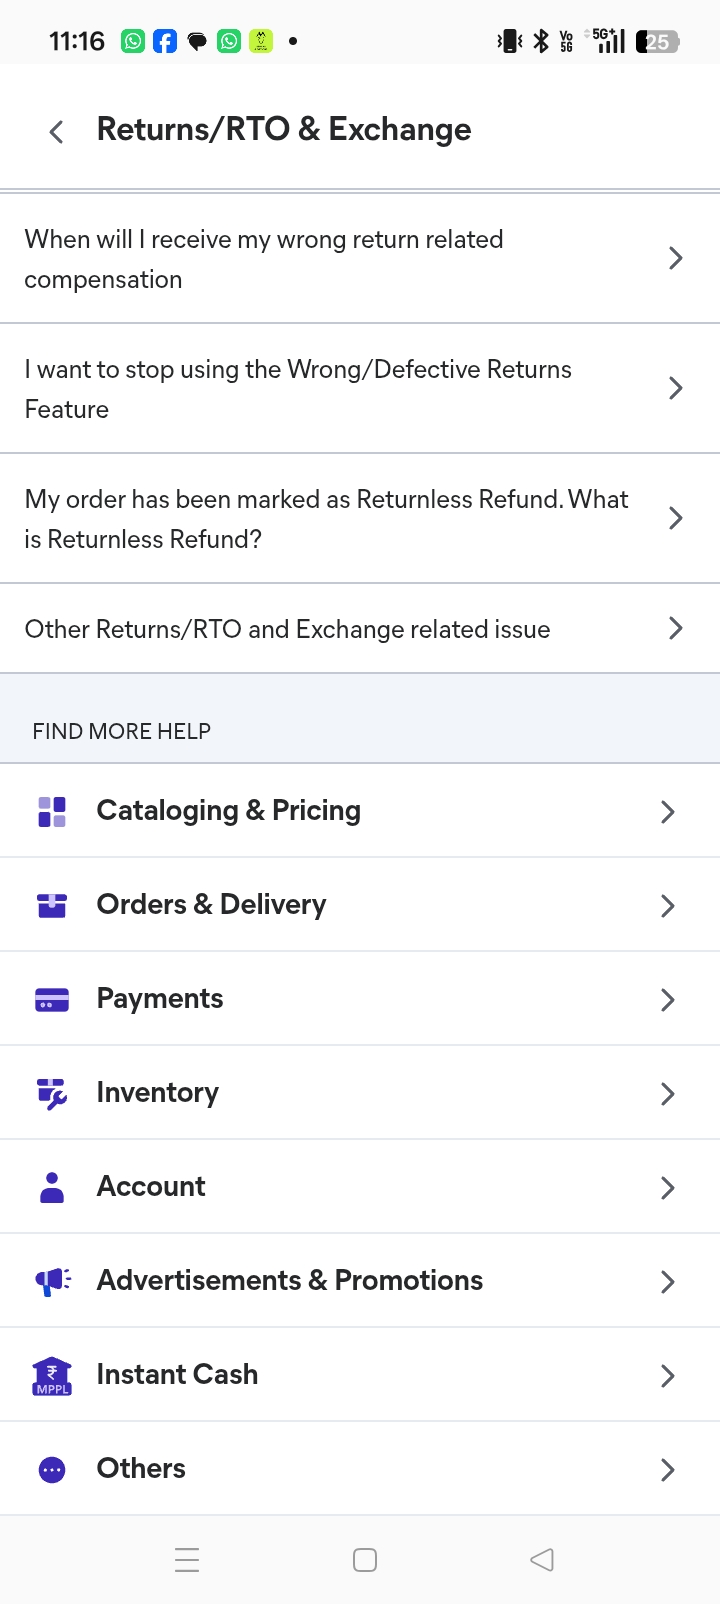 11:16
Vo
5G
5G+
25
Returns/RTO & Exchange
When will I receive my wrong return related
compensation
I want to stop using the Wrong/Defective Returns
Feature
My order has been marked as Returnless Refund. What
is Returnless Refund?
Other Returns/RTO and Exchange related issue
FIND MORE HELP
Cataloging & Pricing
Orders & Delivery
Payments
Inventory
Account
Advertisements & Promotions
₹
MPPL
Instant Cash
Others